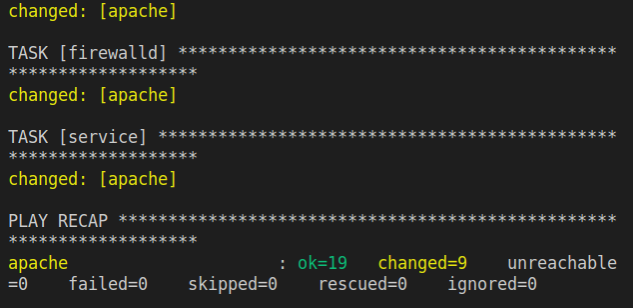 changed: [apache]
TASK [firewalld] ********************************************
*******************
changed: [apache]
TASK [service] **********************************************
*******************
changed: [apache]
PLAY RECAP **************************************************
*******************
apache                     : ok=19   changed=9    unreachable
=0    failed=0    skipped=0    rescued=0    ignored=0